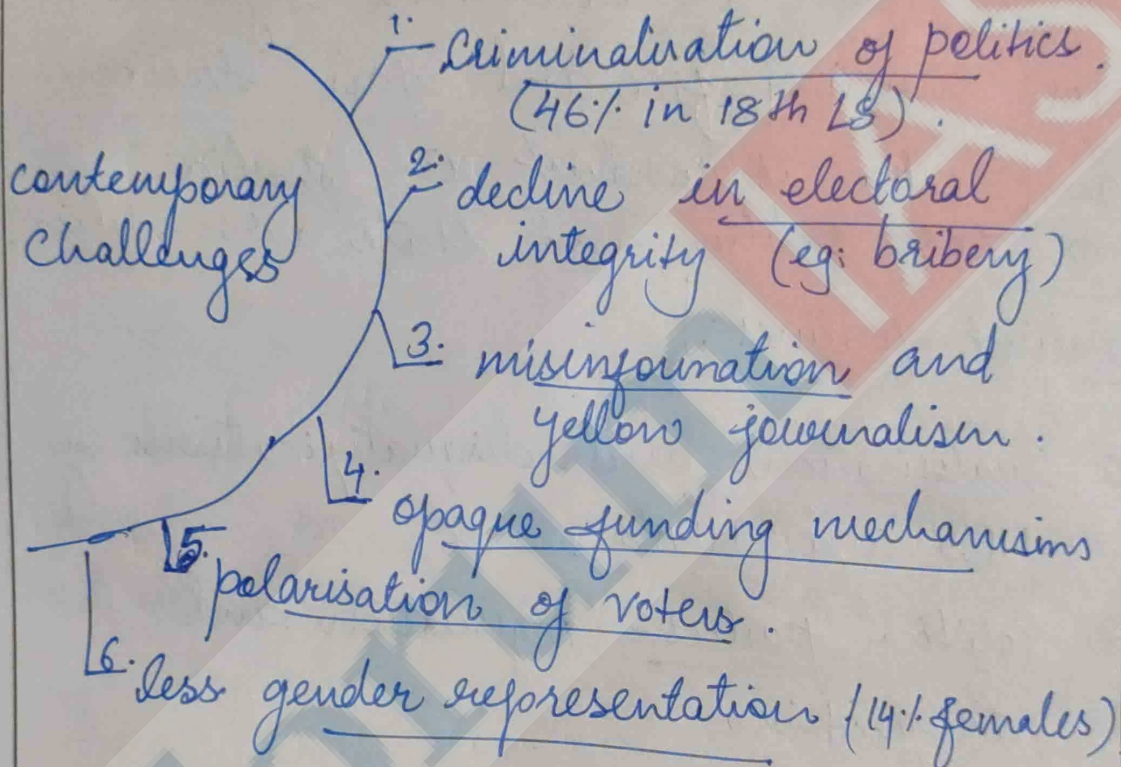 contemporary
challenges
1. Criminalisation of politics.
(46% in 18th LS).
2. decline in electoral
integrity (eg: bribery)
3. misinformation and
yellow journalism.
4. opaque funding mechanisms
5. polarisation of voters.
6. less gender representation (14% females)
IAS